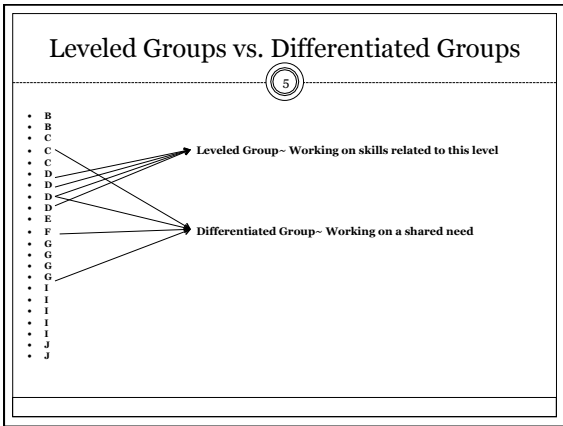 Leveled Groups vs. Differentiated Groups
5
• B
• B
• C
• C
• C
• D
• D
• D
• D
• E
• F
• G
• G
• G
• G
• I
• I
• I
• I
• I
• J
• J
Leveled Group~ Working on skills related to this level
Differentiated Group~ Working on a shared need